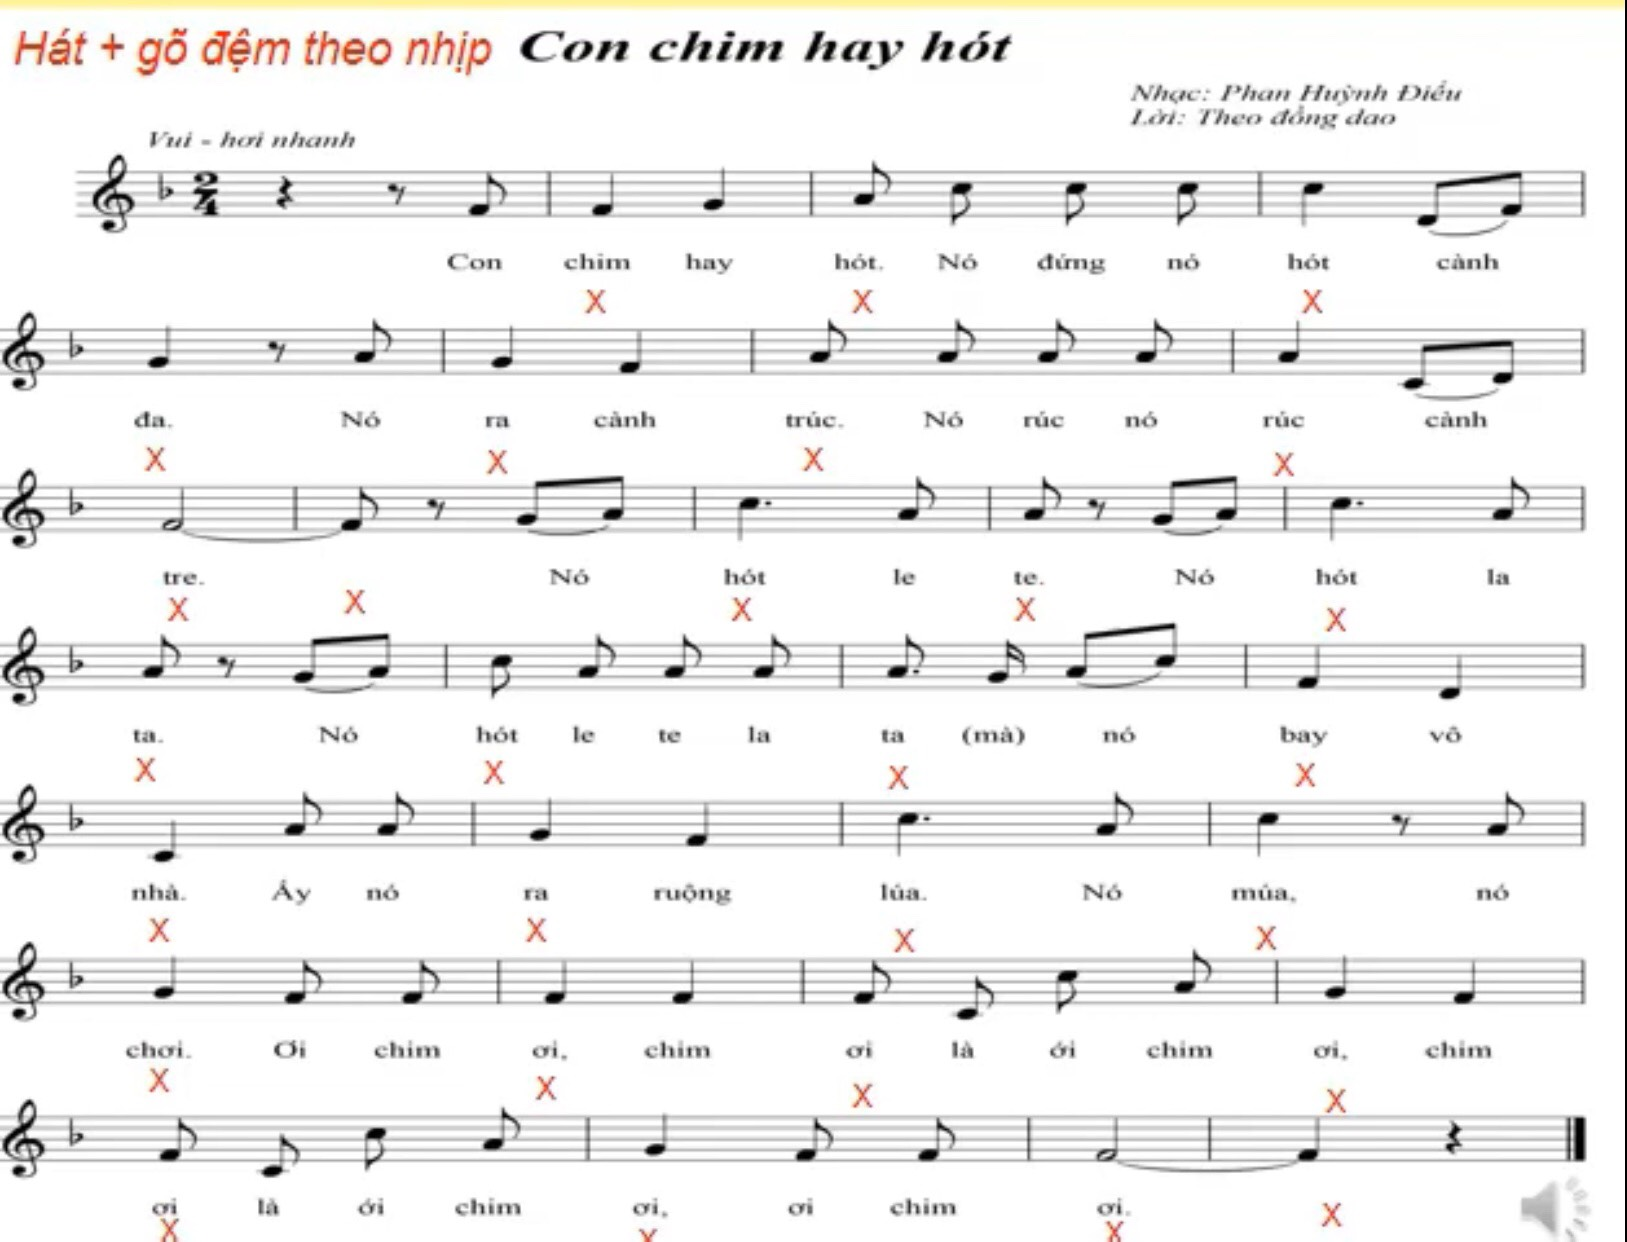 Hát + gõ đệm theo nhịp Con chim hay hót
Nhạc: Phan Huỳnh Điểu
Lời: Theo đồng dao
Vui - hơi nhanh
2
4
Con chim hay hót. Nó đứng nó hót cành
X X X
đa. Nó ra cành trúc. Nó rúc nó rúc cành
X X X X
tre. Nó hót le te. Nó hót la
X X X X X
ta. Nó hót le te la ta (mà) nó bay vô
X X X X
nhà. Ấy nó ra ruộng lúa. Nó múa, nó
X X X X
chơi. Ơi chim ơi, chim ơi là ới chim ơi, chim
X X X X
ơi là ới chim ơi, ơi chim ơi.
X X X X